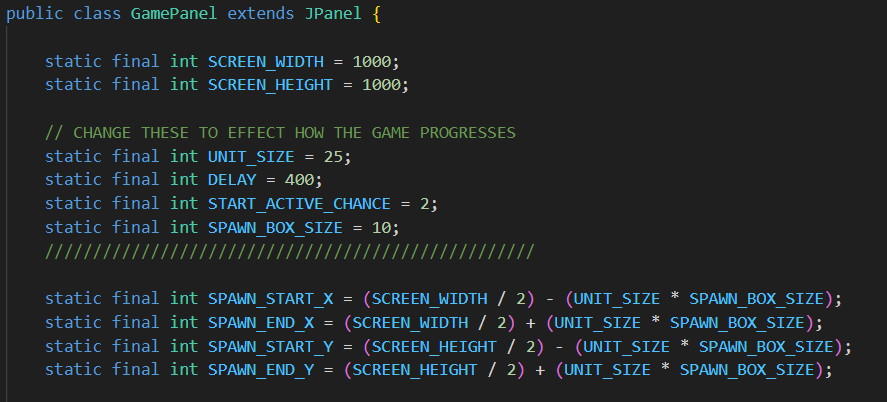 public class GamePanel extends JPanel {
static final int SCREEN_WIDTH = 1000;
static final int SCREEN_HEIGHT = 1000;
// CHANGE THESE TO EFFECT HOW THE GAME PROGRESSES
static final int UNIT_SIZE = 25;
static final int DELAY = 400;
static final int START_ACTIVE_CHANCE = 2;
static final int SPAWN_BOX_SIZE = 10;
///////////////////////////////////////////////////
static final int SPAWN_START_X = (SCREEN_WIDTH / 2) - (UNIT_SIZE * SPAWN_BOX_SIZE);
static final int SPAWN_END_X = (SCREEN_WIDTH / 2) + (UNIT_SIZE * SPAWN_BOX_SIZE);
static final int SPAWN_START_Y = (SCREEN_HEIGHT / 2) - (UNIT_SIZE * SPAWN_BOX_SIZE);
static final int SPAWN_END_Y = (SCREEN_HEIGHT / 2) + (UNIT_SIZE * SPAWN_BOX_SIZE);